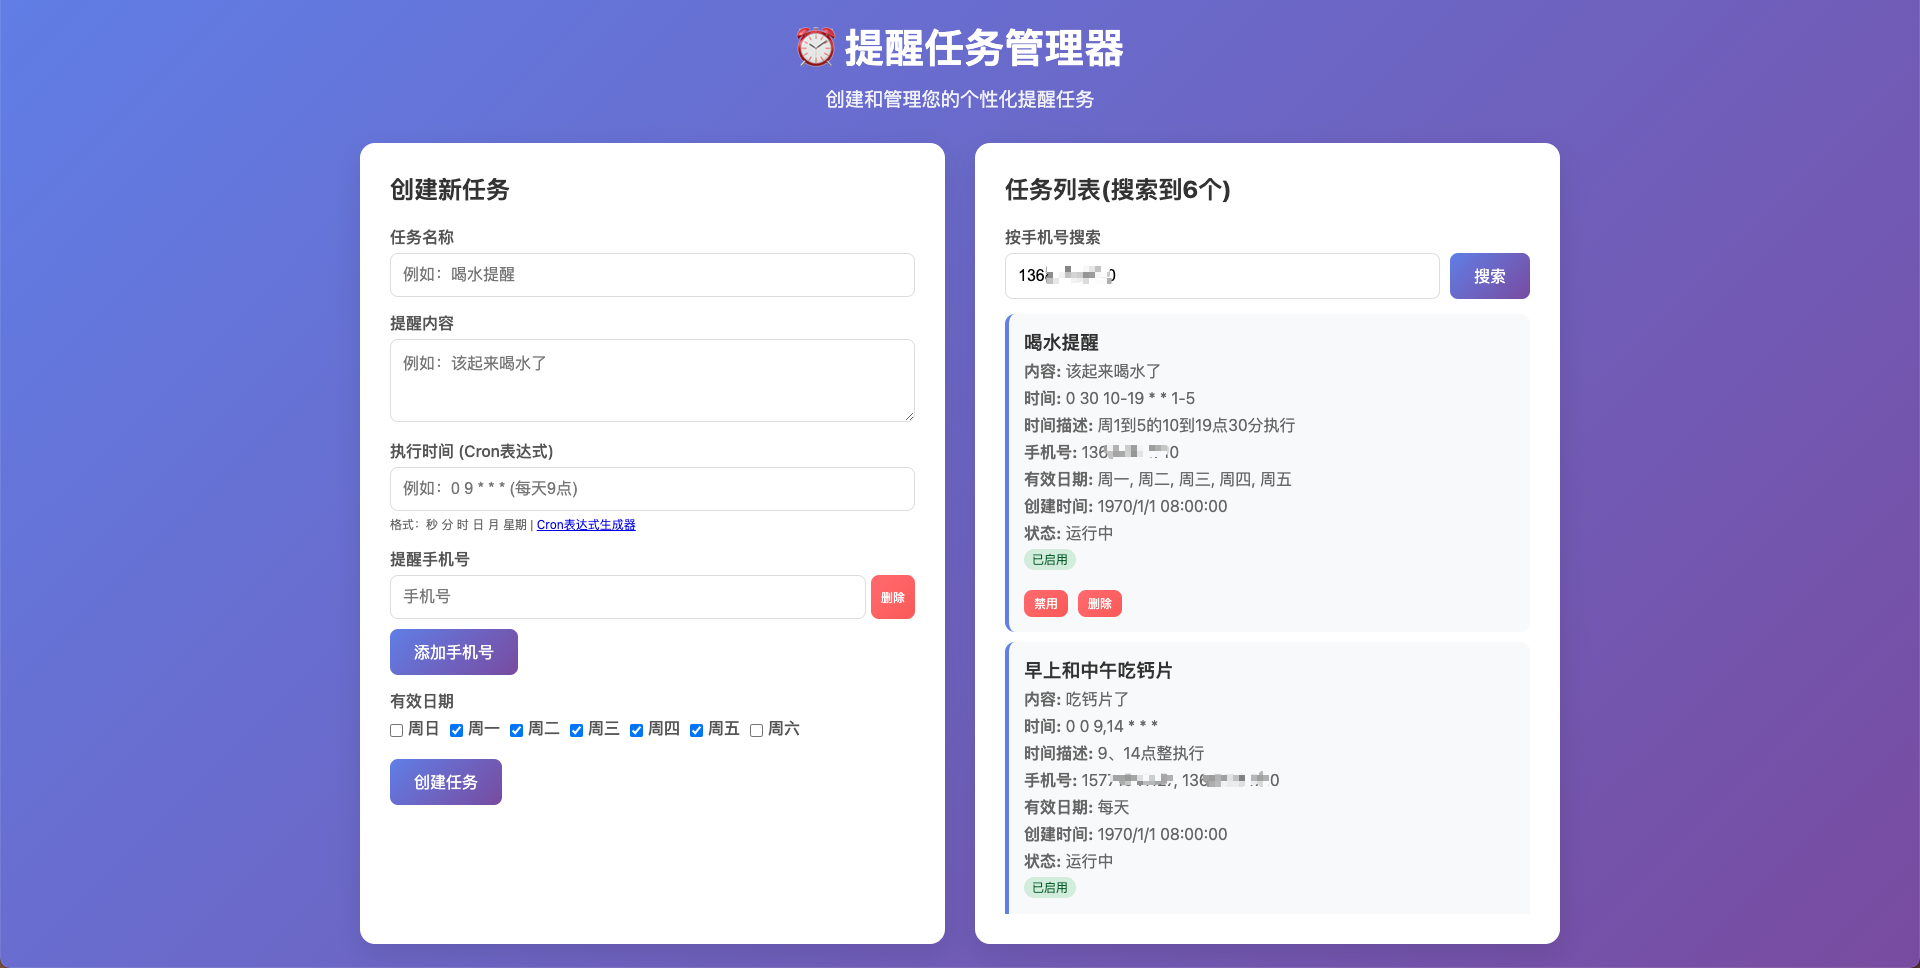 提醒任务管理器
创建和管理您的个性化提醒任务
创建新任务
任务名称
例如：喝水提醒
提醒内容
例如：该起来喝水了
执行时间 (Cron表达式)
例如：0 9 * * * (每天9点)
格式：秒 分 时 日 月 星期 | Cron表达式生成器
提醒手机号
手机号
删除
添加手机号
有效日期
周日 周一 周二 周三 周四 周五 周六
创建任务
任务列表(搜索到6个)
按手机号搜索
136 0
搜索
喝水提醒
内容: 该起来喝水了
时间: 0 30 10-19 * * 1-5
时间描述: 周1到5的10到19点30分执行
手机号: 136 0
有效日期: 周一, 周二, 周三, 周四, 周五
创建时间: 1970/1/1 08:00:00
状态: 运行中
已启用
禁用 删除
早上和中午吃钙片
内容: 吃钙片了
时间: 0 0 9,14 * * *
时间描述: 9、14点整执行
手机号: 157 , 136 0
有效日期: 每天
创建时间: 1970/1/1 08:00:00
状态: 运行中
已启用